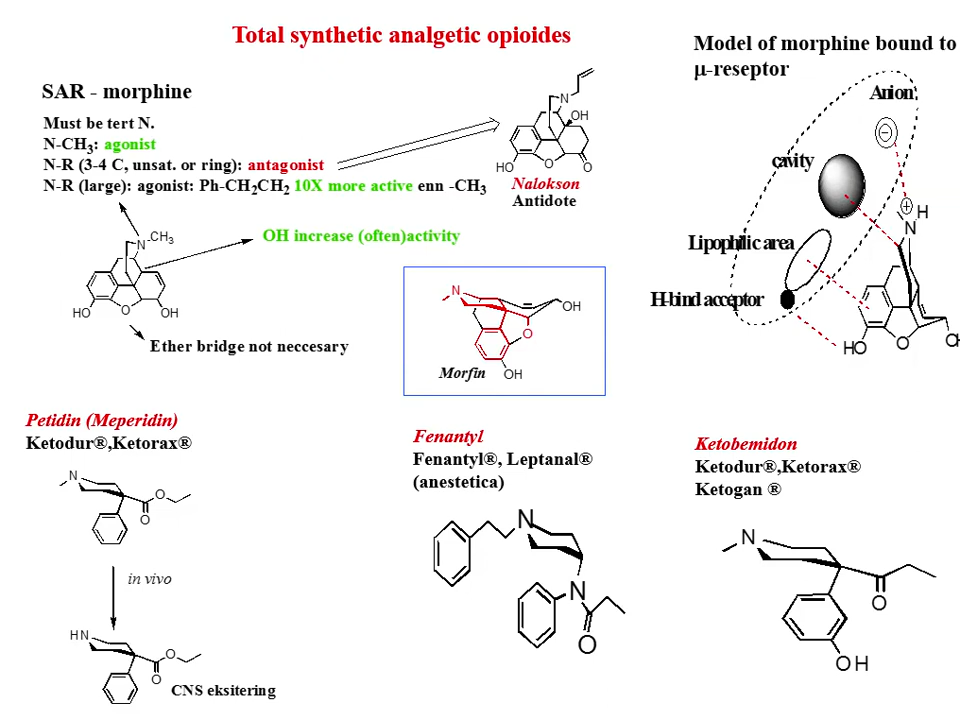 Total synthetic analgetic opioides
Model of morphine bound to
μ-reseptor
SAR - morphine
Must be tert N.
N-CH3: agonist
N-R (3-4 C, unsat. or ring): antagonist
N-R (large): agonist: Ph-CH2CH2 10X more active enn -CH3
N
OH
HO
O
O
Nalokson
Antidote
Anion
−
cavity
+
H
N
Lipophilic area
H-bind acceptor
HO
O
OH
N
CH3
OH increase (often)activity
HO
O
OH
Ether bridge not neccesary
N
OH
O
Morfin
OH
Petidin (Meperidin)
Ketodur®,Ketorax®
N
O
O
in vivo
HN
O
O
CNS eksitering
Fenantyl
Fenantyl®, Leptanal®
(anestetica)
N
N
O
Ketobemidon
Ketodur®,Ketorax®
Ketogan ®
N
O
OH